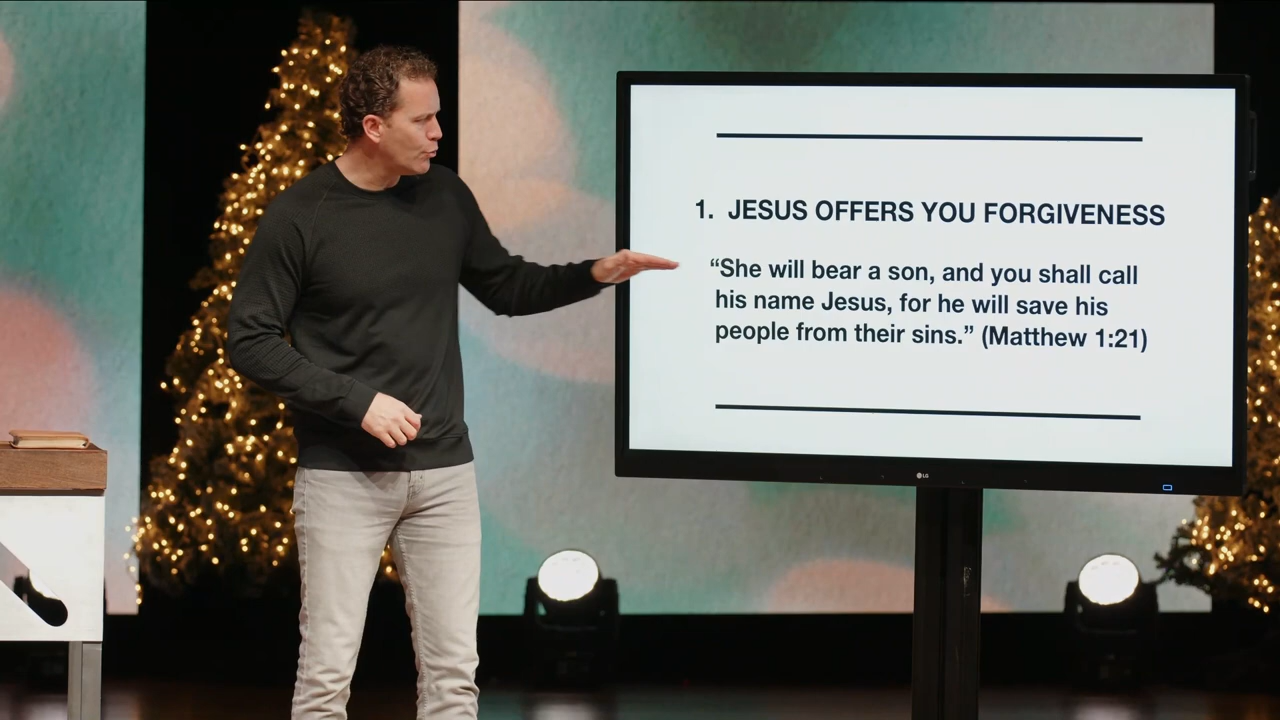 1. JESUS OFFERS YOU FORGIVENESS
“She will bear a son, and you shall call
his name Jesus, for he will save his
people from their sins.” (Matthew 1:21)
LG